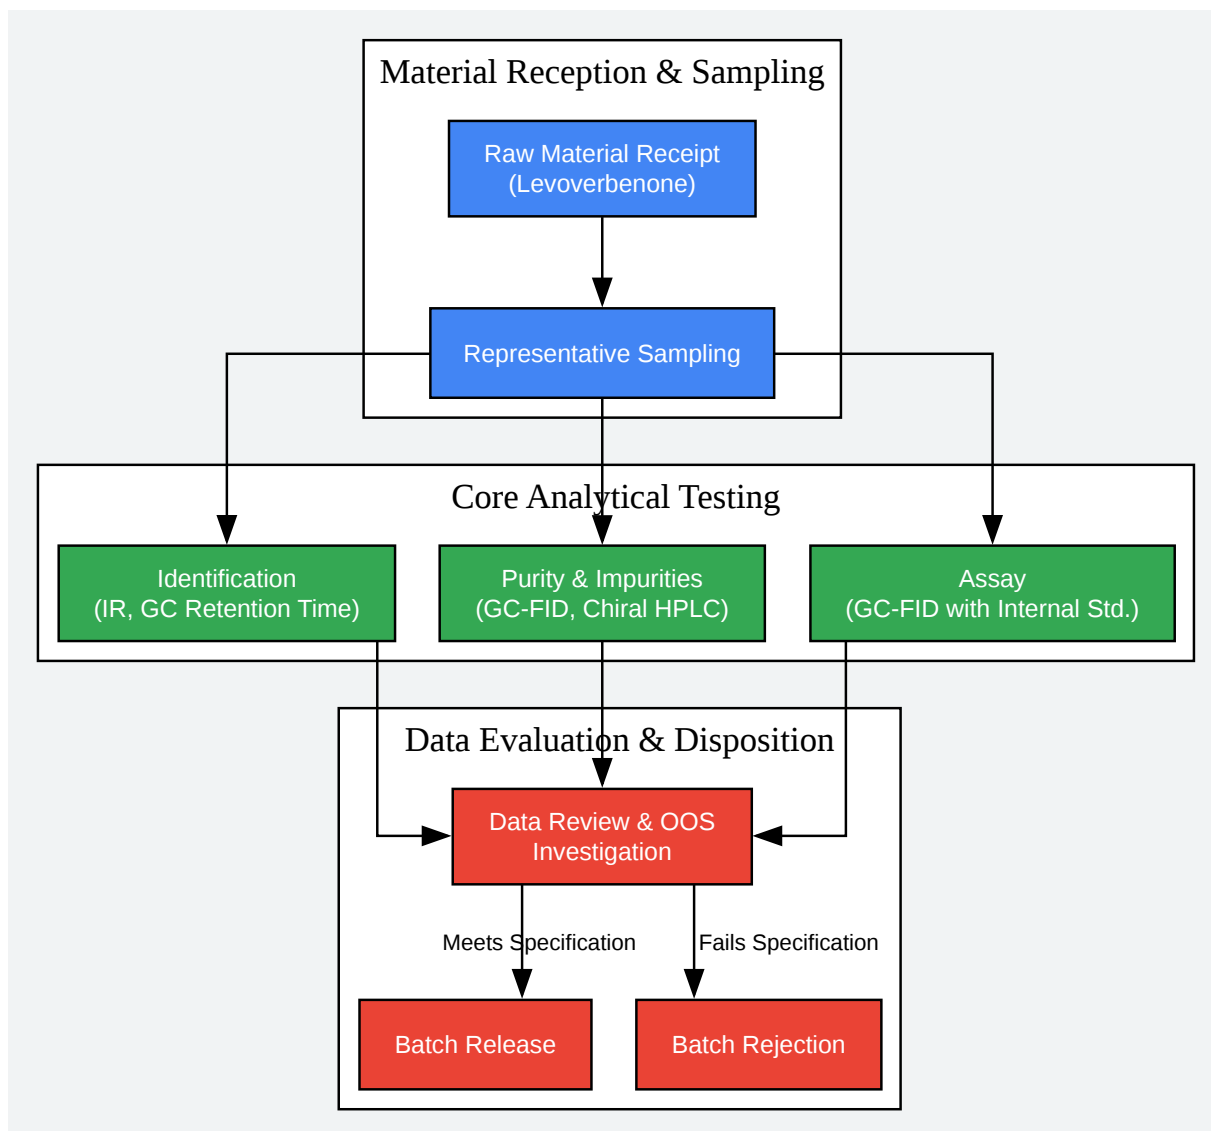 Material Reception & Sampling
Raw Material Receipt
(Levoverbenone)
Representative Sampling
Core Analytical Testing
Identification
(IR, GC Retention Time)
Purity & Impurities
(GC-FID, Chiral HPLC)
Assay
(GC-FID with Internal Std.)
Data Evaluation & Disposition
Data Review & OOS
Investigation
Meets Specification
Fails Specification
Batch Release
Batch Rejection